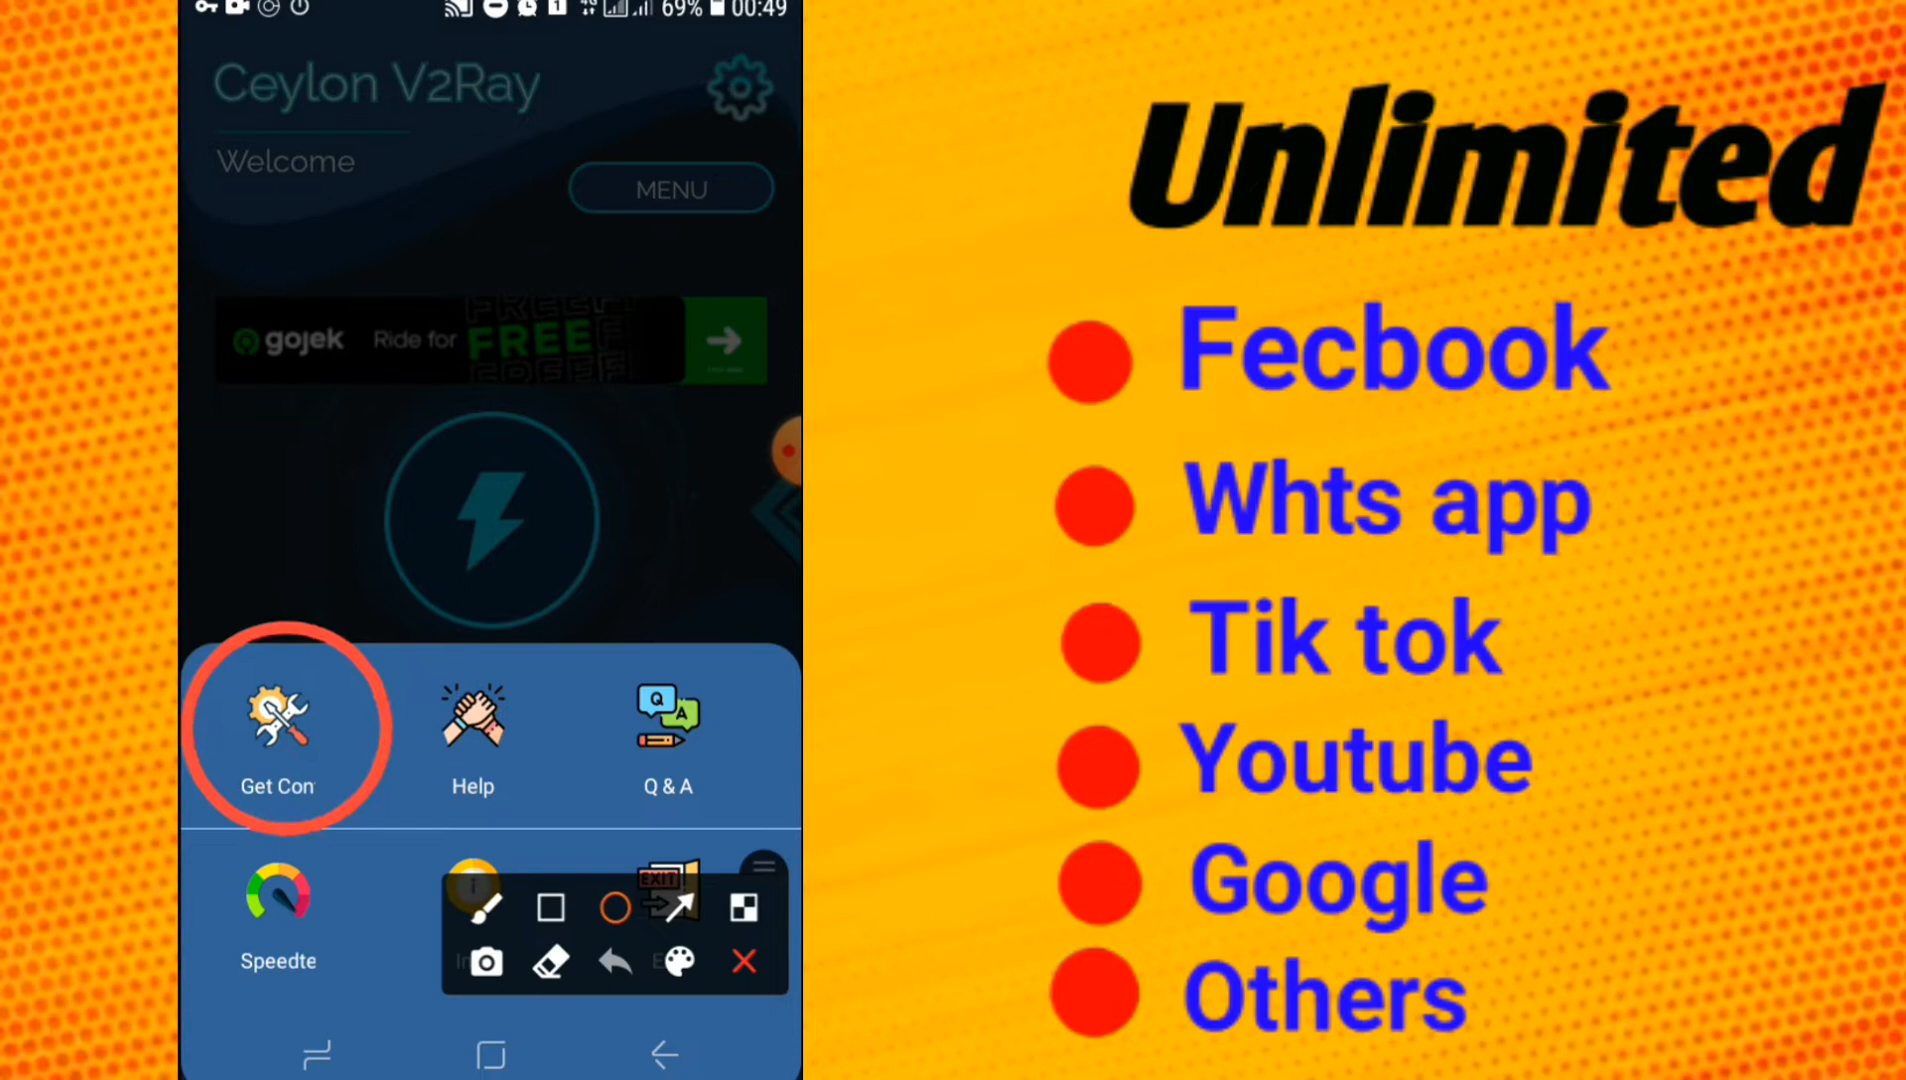 69% 00:49
Ceylon V2Ray
Welcome
MENU
gojek Ride for FREE
Q A
Get Con
Help
Q & A
EXIT
Speedte
Unlimited
Fecbook
Whts app
Tik tok
Youtube
Google
Others